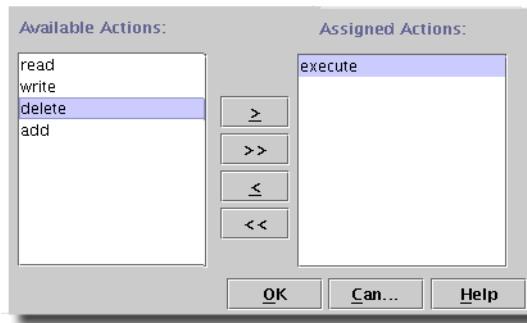 Available Actions:
Assigned Actions:
read
write
delete
add
execute
>
>>
<
<<
OK
Can...
Help